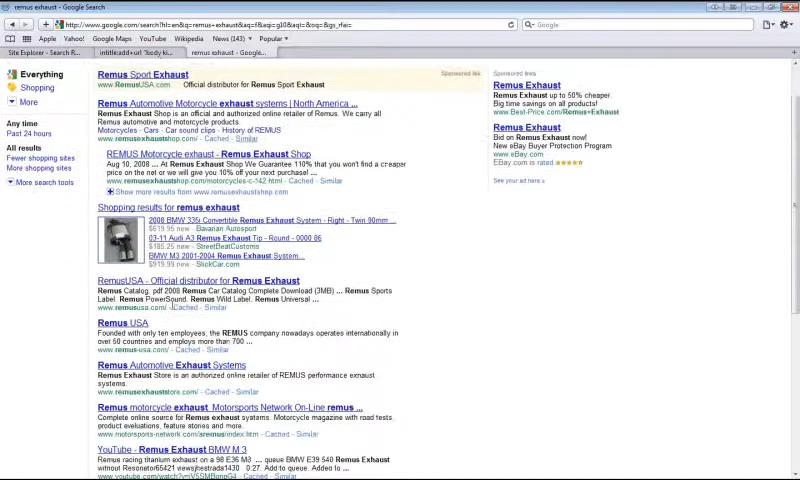 remus exhaust - Google Search
http://www.google.com/search?hl=en&q=remus+exhaust&aq=f&aqi=g10&aql=&oq=&gs_rfai=
Google
Apple Yahoo! Google Maps YouTube Wikipedia News (143) Popular
Site Explorer - Search R... remus exhaust - Google...
Everything
Shopping
More
Any time
Past 24 hours
All results
Fewer shopping sites
More shopping sites
More search tools
Remus Sport Exhaust
www.RemusUSA.com Official distributor for Remus Sport Exhaust
Sponsored link
Remus Automotive Motorcycle exhaust systems | North America ...
Remus Exhaust Shop is an official and authorized online retailer of Remus. We carry all
Remus automotive and motorcycle products.
Motorcycles - Cars - Car sound clips - History of REMUS
www.remusexhaustshop.com/ - Cached - Similar
REMUS Motorcycle exhaust - Remus Exhaust Shop
Aug 10, 2008 ... At Remus Exhaust Shop We Guarantee 110% that you won't find a cheaper
price on the net or we will give you 10% off your next purchase! ...
www.remusexhaustshop.com/motorcycles-c-142.html - Cached - Similar
Show more results from www.remusexhaustshop.com
Shopping results for remus exhaust
2008 BMW 335i Convertible Remus Exhaust System - Right - Twin 90mm ...
$619.95 new - Bavarian Autosport
03-11 Audi A3 Remus Exhaust Tip - Round - 0000 86
$185.25 new - StreetBeatCustoms
BMW M3 2001-2004 Remus Exhaust System...
$919.99 new - SlickCar.com
RemusUSA - Official distributor for Remus Exhaust
Remus Catalog. pdf 2008 Remus Car Catalog Complete Download (3MB) ... Remus Sports
Label. Remus PowerSound. Remus Wild Label. Remus Universal ...
www.remususa.com/ - Cached - Similar
Remus USA
Founded with only ten employees, the REMUS company nowadays operates internationally in
over 50 countries and employs more than 700 ...
www.remus-usa.com/ - Cached - Similar
Remus Automotive Exhaust Systems
Remus Exhaust Store is an authorized online retailer of REMUS performance exhaust
systems.
www.remusexhauststore.com/ - Cached - Similar
Remus motorcycle exhaust, Motorsports Network On-Line remus ...
Complete online source for Remus exhaust systems. Motorcycle magazine with road tests,
product evaluations, feature stories and more.
www.motorsports-network.com/aremus/index.htm - Cached - Similar
YouTube - Remus Exhaust BMW M 3
Remus racing titanium exhaust on a 98 E36 M3 ... queue BMW E39 540 Remus Exhaust
0:27. Add to queue. Added to ...
Cached - Similar
Sponsored links
Remus Exhaust
Remus Exhaust up to 50% cheaper.
Big time savings on all products!
www.Best-Price.com/Remus+Exhaust
Remus Exhaust
Bid on Remus Exhaust now!
New eBay Buyer Protection Program
www.eBay.com
EBay.com is rated
See your ad here »